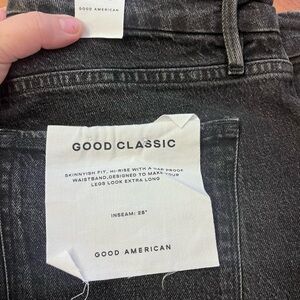 GOOD AMERICAN
GOOD CLASSIC
SKINNYISH FIT, HI-RISE WITH A GAP PROOF
WAISTBAND, DESIGNED TO MAKE YOUR
LEGS LOOK EXTRA LONG
INSEAM: 28"
GOOD AMERICAN